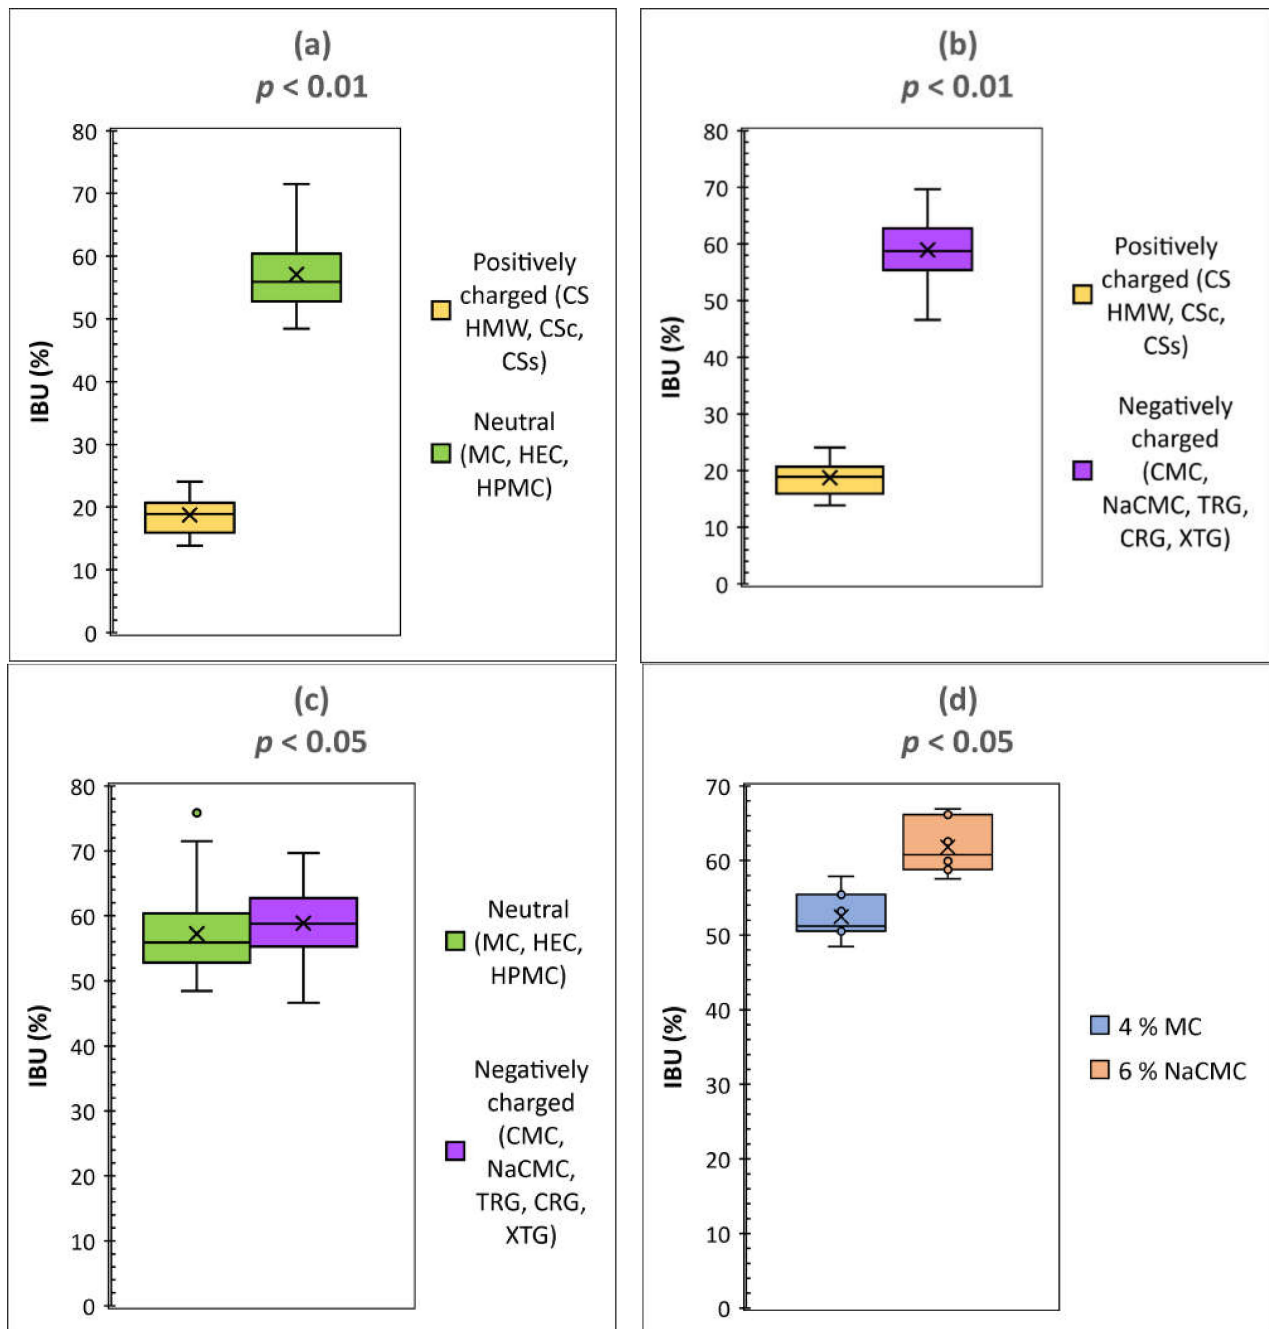 (a)
p < 0.01
80
70
60
50
40
30
20
10
0
IBU (%)
Positively
charged (CS
HMW, CSc,
CSs)
Neutral
(MC, HEC,
HPMC)
(b)
p < 0.01
80
70
60
50
40
30
20
10
0
IBU (%)
Positively
charged (CS
HMW, CSc,
CSs)
Negatively
charged
(CMC,
NaCMC, TRG,
CRG, XTG)
(c)
p < 0.05
80
70
60
50
40
30
20
10
0
IBU (%)
Neutral
(MC, HEC,
HPMC)
Negatively
charged
(CMC,
NaCMC,
TRG, CRG,
XTG)
(d)
p < 0.05
70
60
50
40
30
20
10
0
IBU (%)
4 % MC
6 % NaCMC